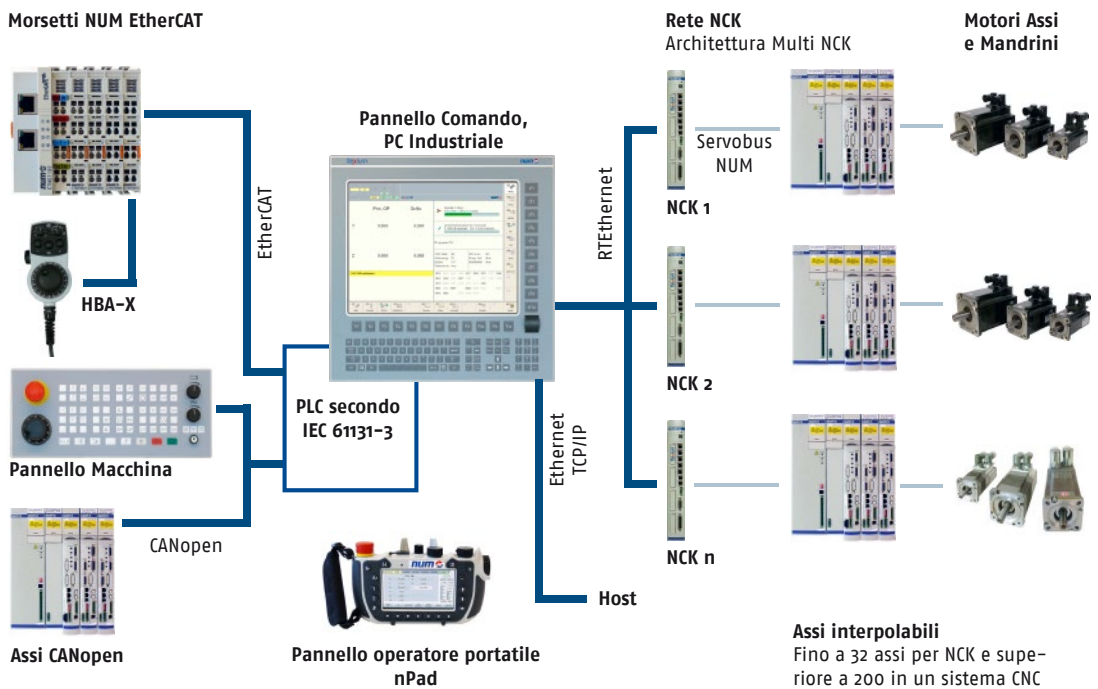 Morsetti NUM EtherCAT
Rete NCK
Architettura Multi NCK
Motori Assi
e Mandrini
Pannello Comando,
PC Industriale
EtherCAT
HBA-X
RTEthernet
Servobus
NUM
NCK 1
NCK 2
NCK n
PLC secondo
IEC 61131-3
Pannello Macchina
CANopen
Assi CANopen
Ethernet
TCP/IP
Host
num
Pannello operatore portatile
nPad
Assi interpolabili
Fino a 32 assi per NCK e supe-
riore a 200 in un sistema CNC